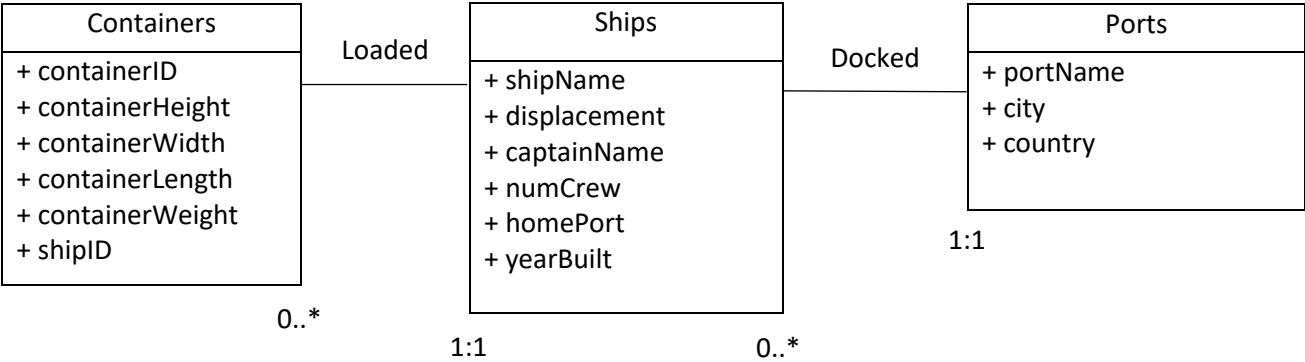 Containers
+ containerID
+ containerHeight
+ containerWidth
+ containerLength
+ containerWeight
+ shipID
0..*
Loaded
1:1
Ships
+ shipName
+ displacement
+ captainName
+ numCrew
+ homePort
+ yearBuilt
0..*
Docked
1:1
Ports
+ portName
+ city
+ country